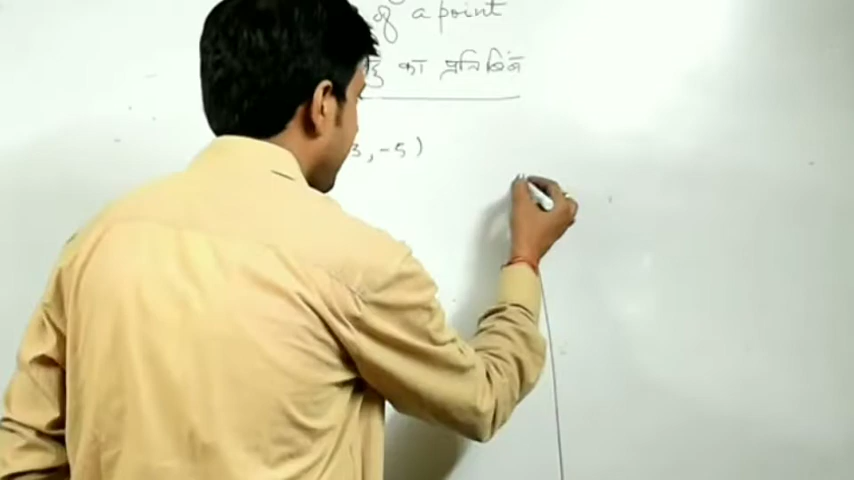 of a point
का प्रतिबिंब
3, -5)